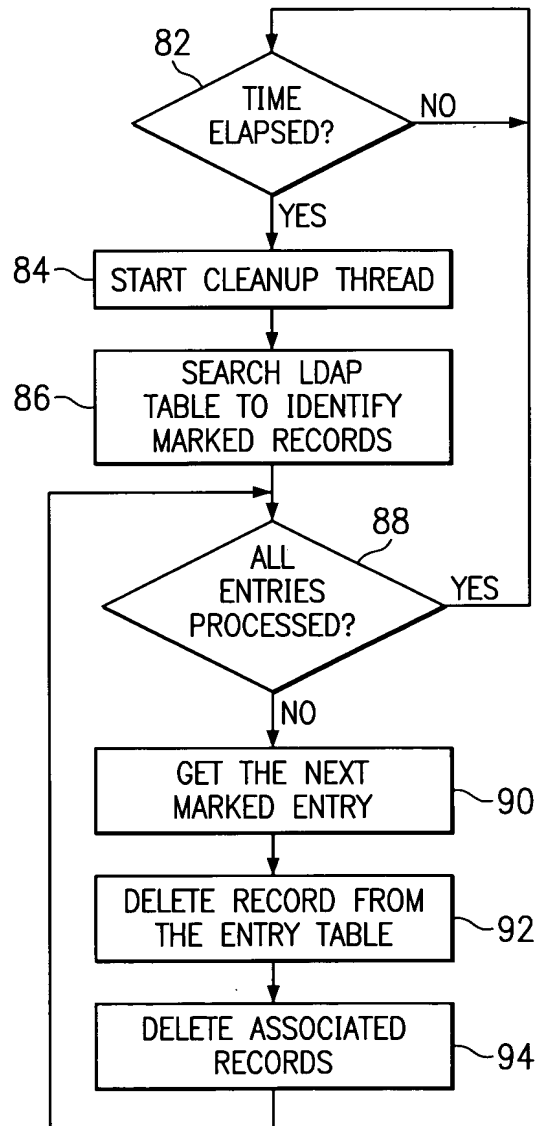 82
TIME
ELAPSED?
NO
YES
84
START CLEANUP THREAD
86
SEARCH LDAP
TABLE TO IDENTIFY
MARKED RECORDS
88
ALL
ENTRIES
PROCESSED?
YES
NO
GET THE NEXT
MARKED ENTRY
90
DELETE RECORD FROM
THE ENTRY TABLE
92
DELETE ASSOCIATED
RECORDS
94